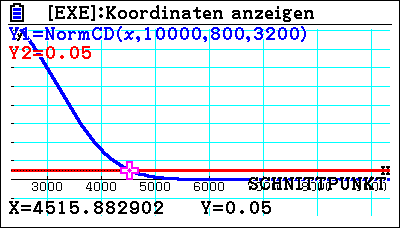 [EXE]:Koordinaten anzeigen
Y1=NormCD(x,10000,800,3200)
Y2=0.05
3000 4000 5000 6000
SCHNITTPUNKT
X=4515.882902 Y=0.05